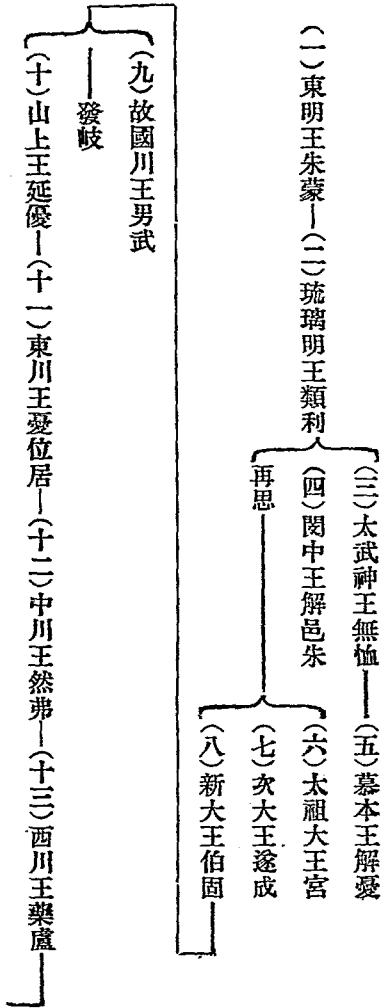 （一）東明王朱蒙—（二）琉璃明王類利
（三）太武神王無恤—（五）慕本王解憂
（四）閔中王解邑朱
再思
（六）太祖大王宮
（七）次大王遂成
（八）新大王伯固
（九）故國川王男武
發岐
（十）山上王延優—（十一）東川王憂位居—（十二）中川王然弗—（十三）西川王藥盧